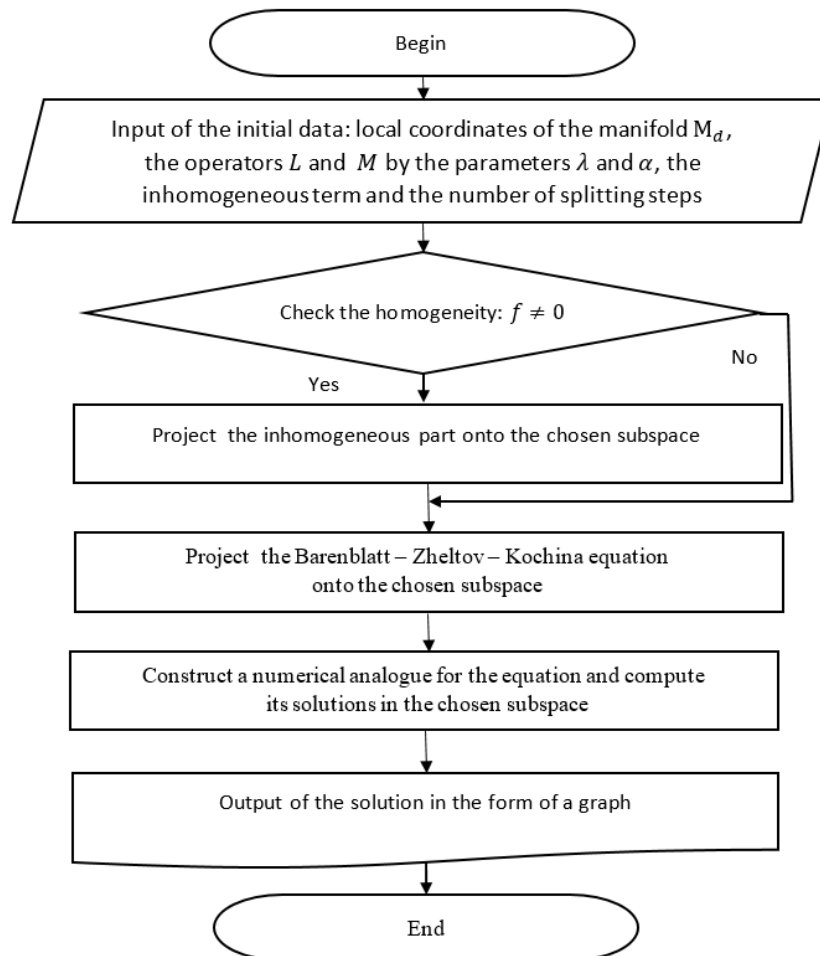 Begin
Input of the initial data: local coordinates of the manifold M_d,
the operators L and M by the parameters λ and α, the
inhomogeneous term and the number of splitting steps
Check the homogeneity: f ≠ 0
No
Yes
Project the inhomogeneous part onto the chosen subspace
Project the Barenblatt – Zheltov – Kochina equation
onto the chosen subspace
Construct a numerical analogue for the equation and compute
its solutions in the chosen subspace
Output of the solution in the form of a graph
End